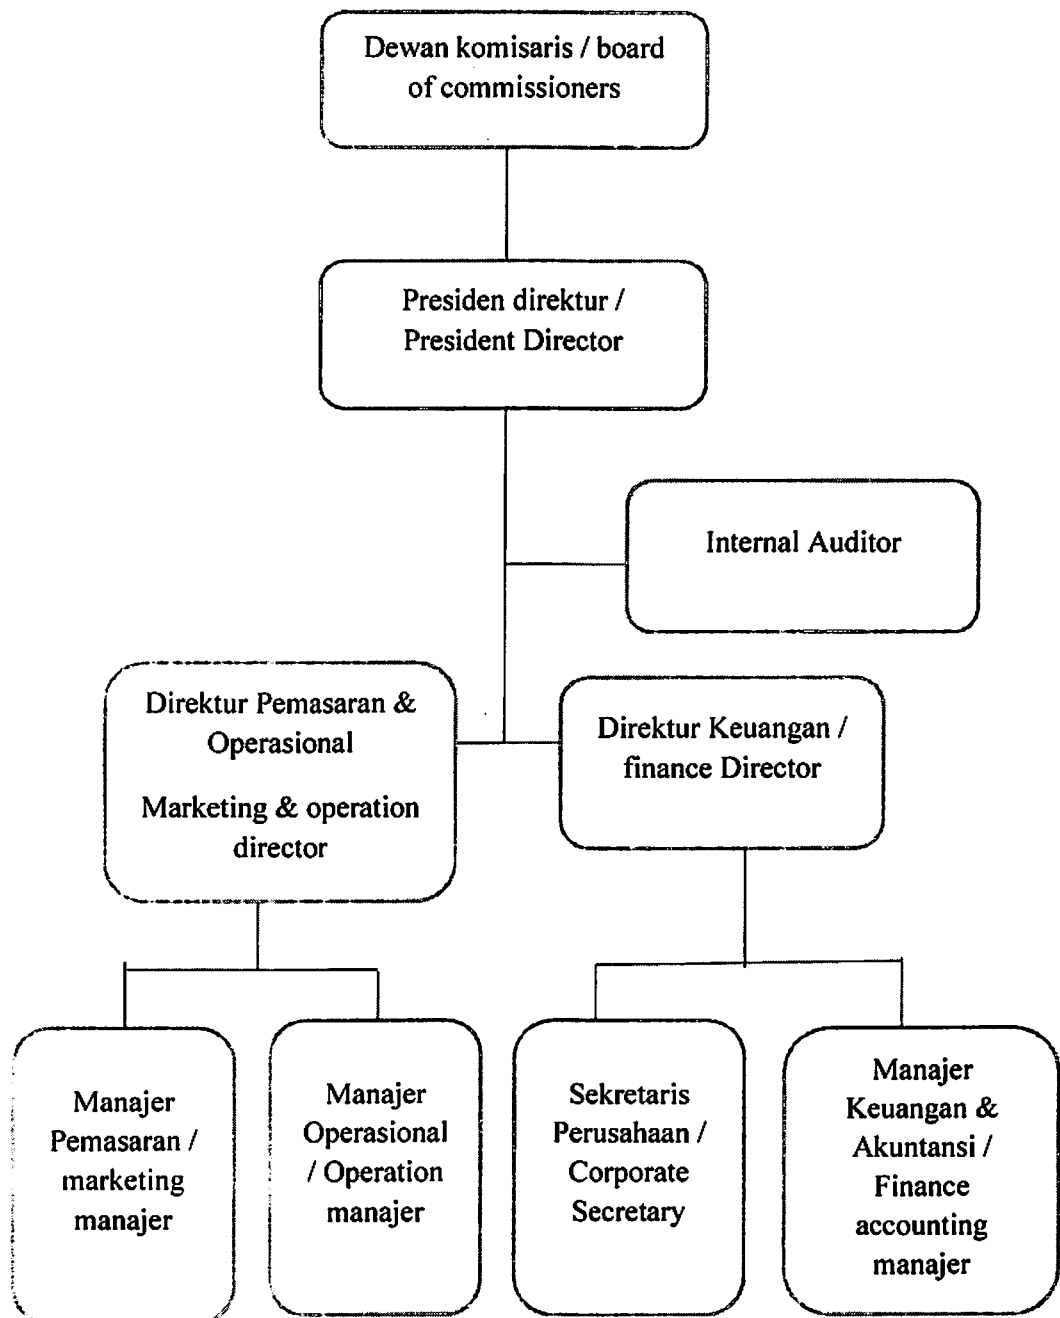 Dewan komisaris / board
of commissioners
Presiden direktur /
President Director
Internal Auditor
Direktur Pemasaran &
Operasional
Marketing & operation
director
Direktur Keuangan /
finance Director
Manajer
Pemasaran /
marketing
manajer
Manajer
Operasional
/ Operation
manajer
Sekretaris
Perusahaan /
Corporate
Secretary
Manajer
Keuangan &
Akuntansi /
Finance
accounting
manajer